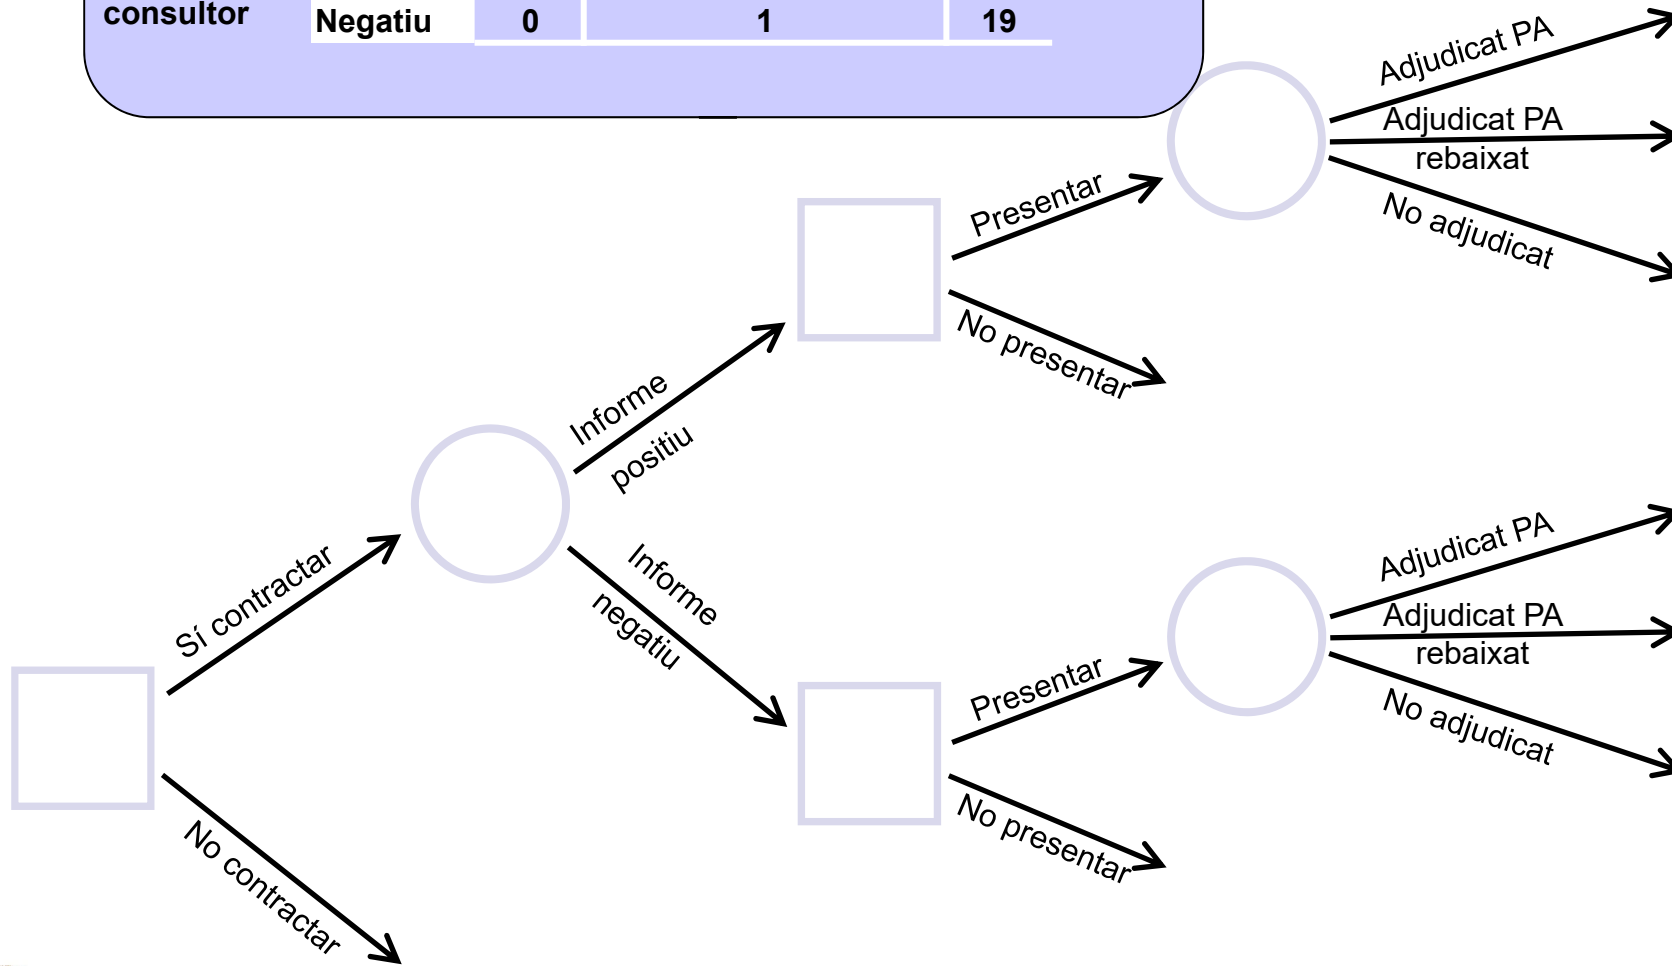 consultor
Negatiu 0 1 19
Adjudicat PA
Adjudicat PA
rebaixat
No adjudicat
Presentar
No presentar
Informe
positiu
Informe
negatiu
Sí contractar
No contractar
Adjudicat PA
Adjudicat PA
rebaixat
No adjudicat
Presentar
No presentar